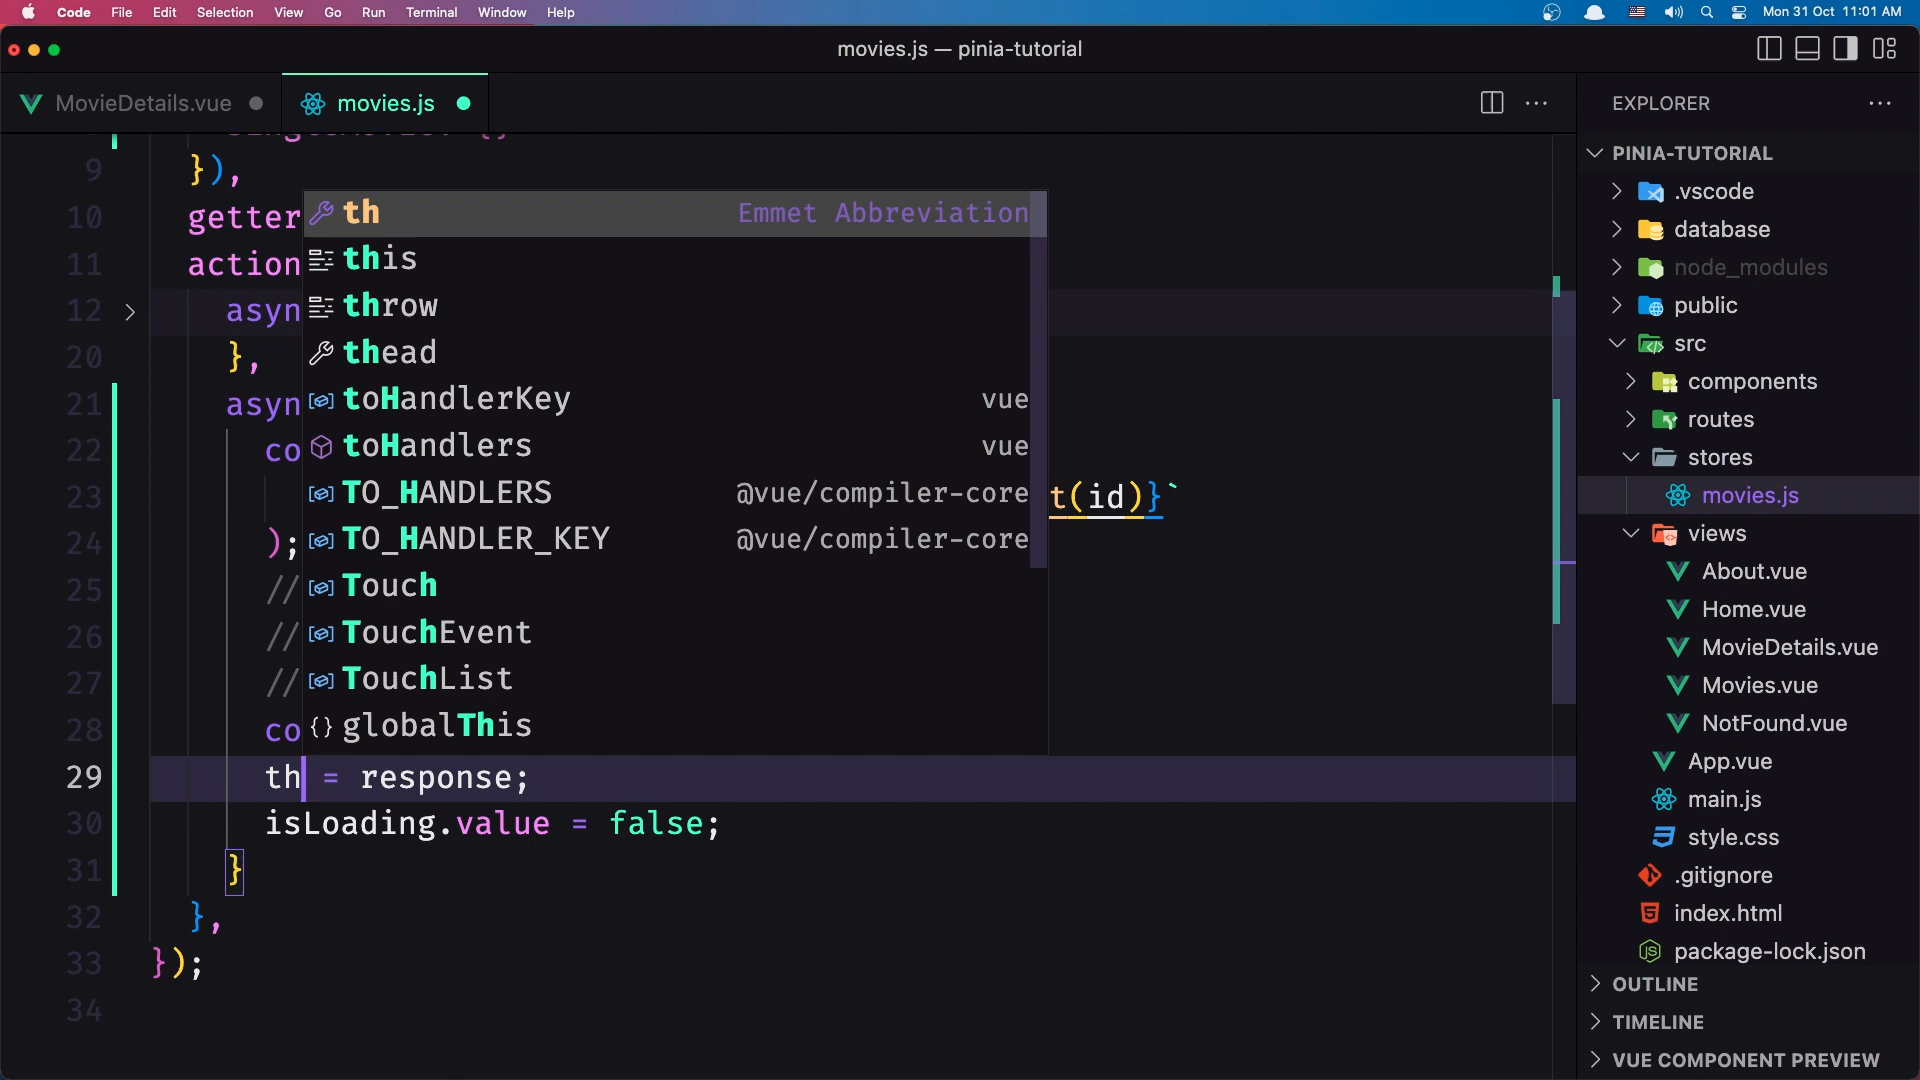 Code File Edit Selection View Go Run Terminal Window Help
Mon 31 Oct 11:01 AM
movies.js — pinia-tutorial
MovieDetails.vue
movies.js
9 }),
10 getter
11 action
12 asyn
20 },
21 asyn
22 co
23 t(id)}`
24 );
25 //
26 //
27 //
28 co
29 th = response;
30 isLoading.value = false;
31 }
32 },
33 });
34
th Emmet Abbreviation
this
throw
thead
toHandlerKey vue
toHandlers vue
TO_HANDLERS @vue/compiler-core
TO_HANDLER_KEY @vue/compiler-core
Touch
TouchEvent
TouchList
globalThis
EXPLORER
PINIA-TUTORIAL
.vscode
database
node_modules
public
src
components
routes
stores
movies.js
views
About.vue
Home.vue
MovieDetails.vue
Movies.vue
NotFound.vue
App.vue
main.js
style.css
.gitignore
index.html
package-lock.json
OUTLINE
TIMELINE
VUE COMPONENT PREVIEW